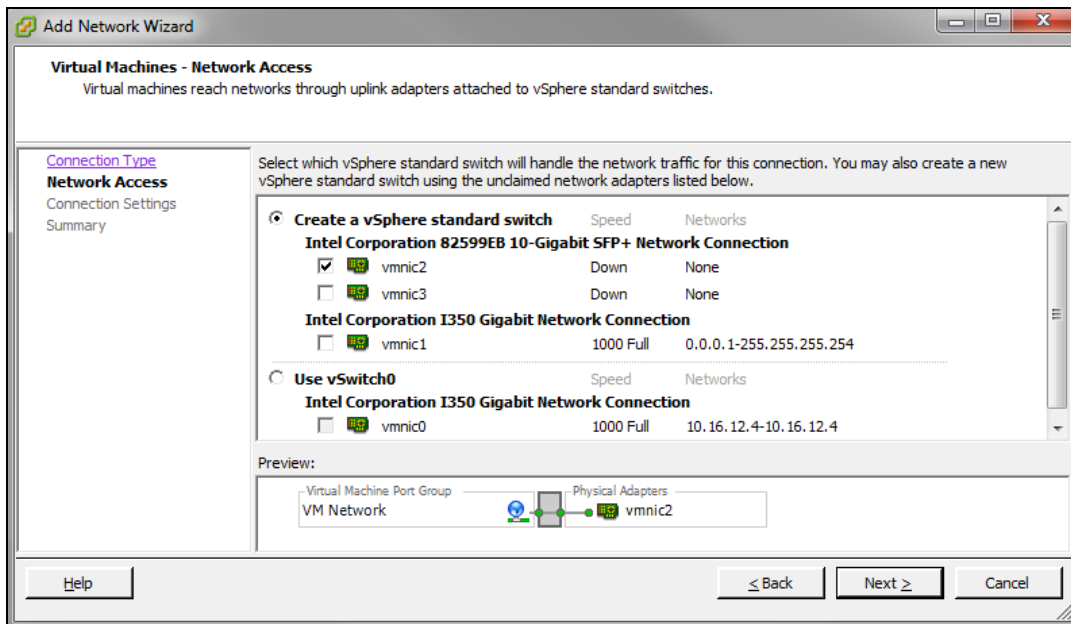 Add Network Wizard
Virtual Machines - Network Access
Virtual machines reach networks through uplink adapters attached to vSphere standard switches.
Connection Type
Network Access
Connection Settings
Summary
Select which vSphere standard switch will handle the network traffic for this connection. You may also create a new
vSphere standard switch using the unclaimed network adapters listed below.
Create a vSphere standard switch Speed Networks
Intel Corporation 82599EB 10-Gigabit SFP+ Network Connection
vmnic2 Down None
vmnic3 Down None
Intel Corporation I350 Gigabit Network Connection
vmnic1 1000 Full 0.0.0.1-255.255.255.254
Use vSwitch0 Speed Networks
Intel Corporation I350 Gigabit Network Connection
vmnic0 1000 Full 10.16.12.4-10.16.12.4
Preview:
Virtual Machine Port Group Physical Adapters
VM Network vmnic2
Help < Back Next > Cancel